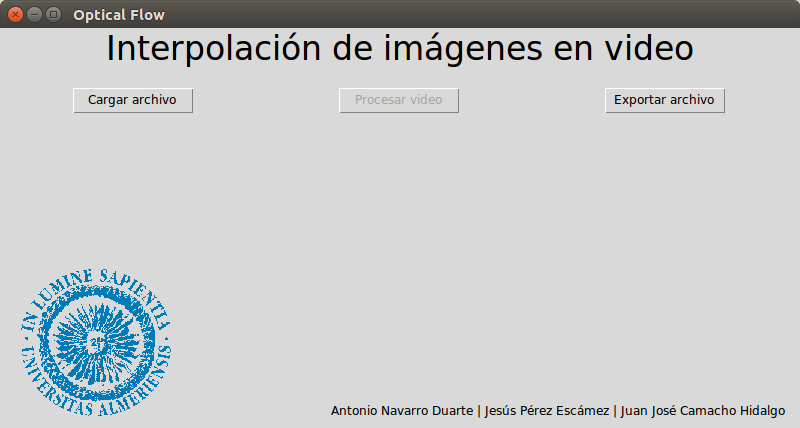 Optical Flow
Interpolación de imágenes en video
Cargar archivo
Procesar video
Exportar archivo
· IN LUMINE SAPIENTIA ·
UNIVERSITAS ALMERIENSIS
Antonio Navarro Duarte | Jesús Pérez Escámez | Juan José Camacho Hidalgo